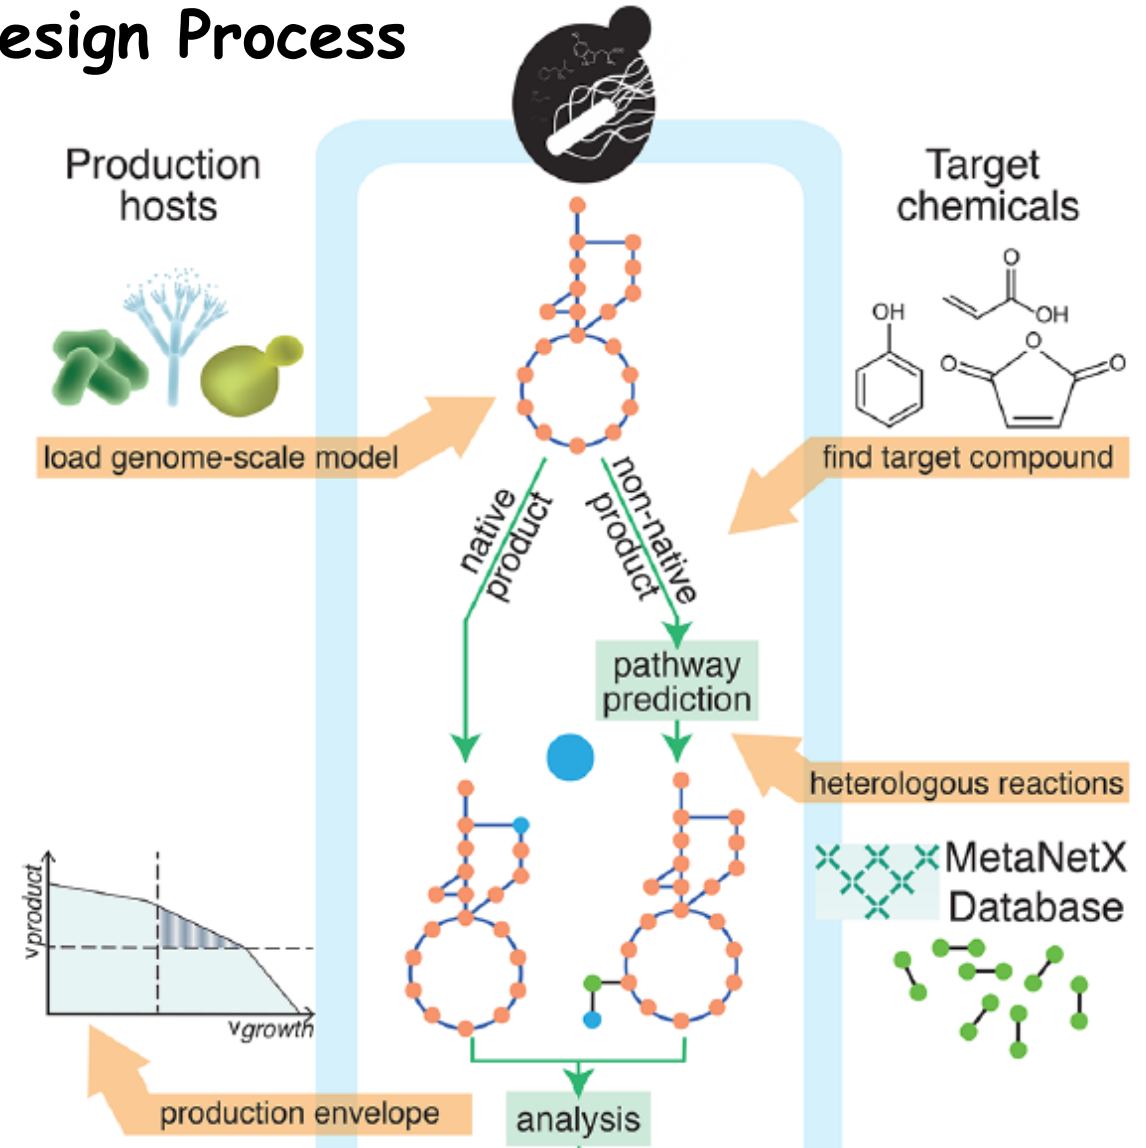 esign Process
Production
hosts
Target
chemicals
O
OH
OH
O
O
O
load genome-scale model
find target compound
native
product
non-native
product
pathway
prediction
heterologous reactions
MetaNetX
Database
vproduct
vgrowth
production envelope
analysis